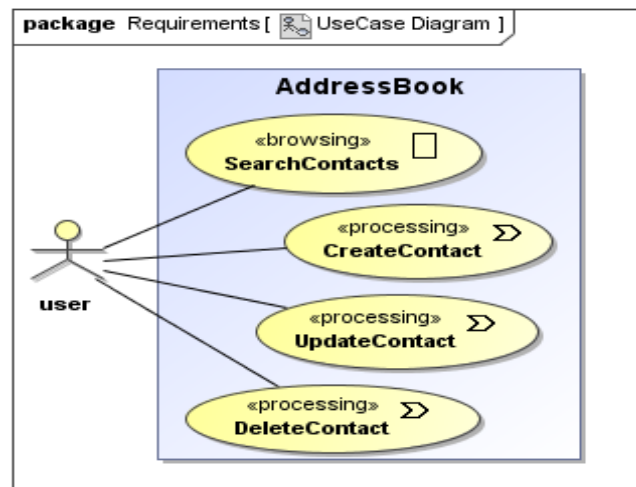 package Requirements [ UseCase Diagram ]
AddressBook
«browsing»
SearchContacts
«processing»
CreateContact
user
«processing»
UpdateContact
«processing»
DeleteContact